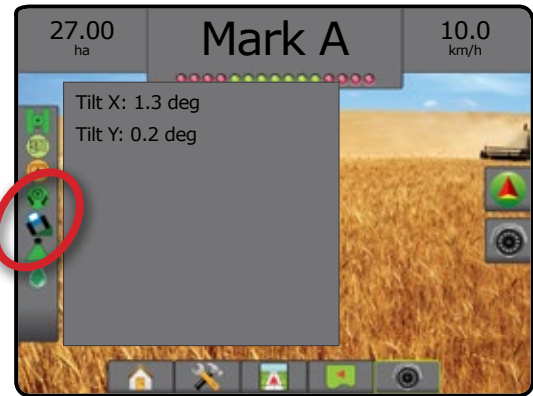 27.00
ha
Mark A
10.0
km/h
Tilt X: 1.3 deg
Tilt Y: 0.2 deg